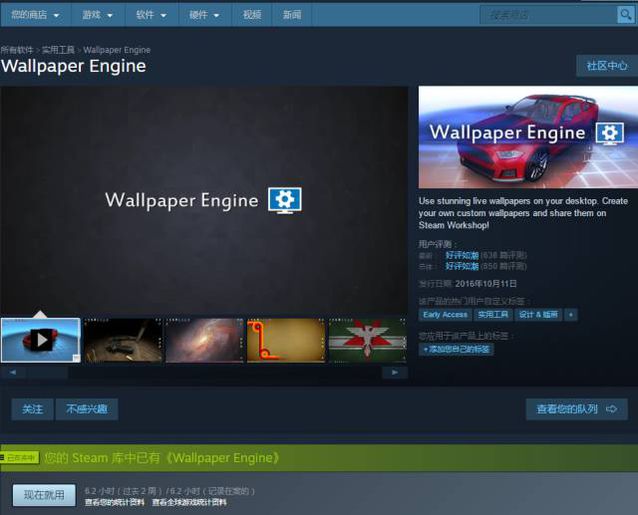 您的商店 游戏 软件 硬件 视频 新闻 搜索商店
所有软件 > 实用工具 > Wallpaper Engine
Wallpaper Engine
社区中心
Wallpaper Engine
Wallpaper Engine
Use stunning live wallpapers on your desktop. Create
your own custom wallpapers and share them on
Steam Workshop!
用户评测：
最近： 好评如潮 (638 篇评测)
总体： 好评如潮 (850 篇评测)
发行日期: 2016年10月11日
该产品的热门用户自定义标签：
Early Access 实用工具 设计 & 插画 +
您应用于该产品上的标签：
+ 添加您自己的标签
关注 不感兴趣 查看您的队列
已在库中 您的 Steam 库中已有《Wallpaper Engine》
现在就用
6.2 小时（过去 2 周）/ 6.2 小时（记录在案的）
查看您的统计资料 查看全球游戏统计资料